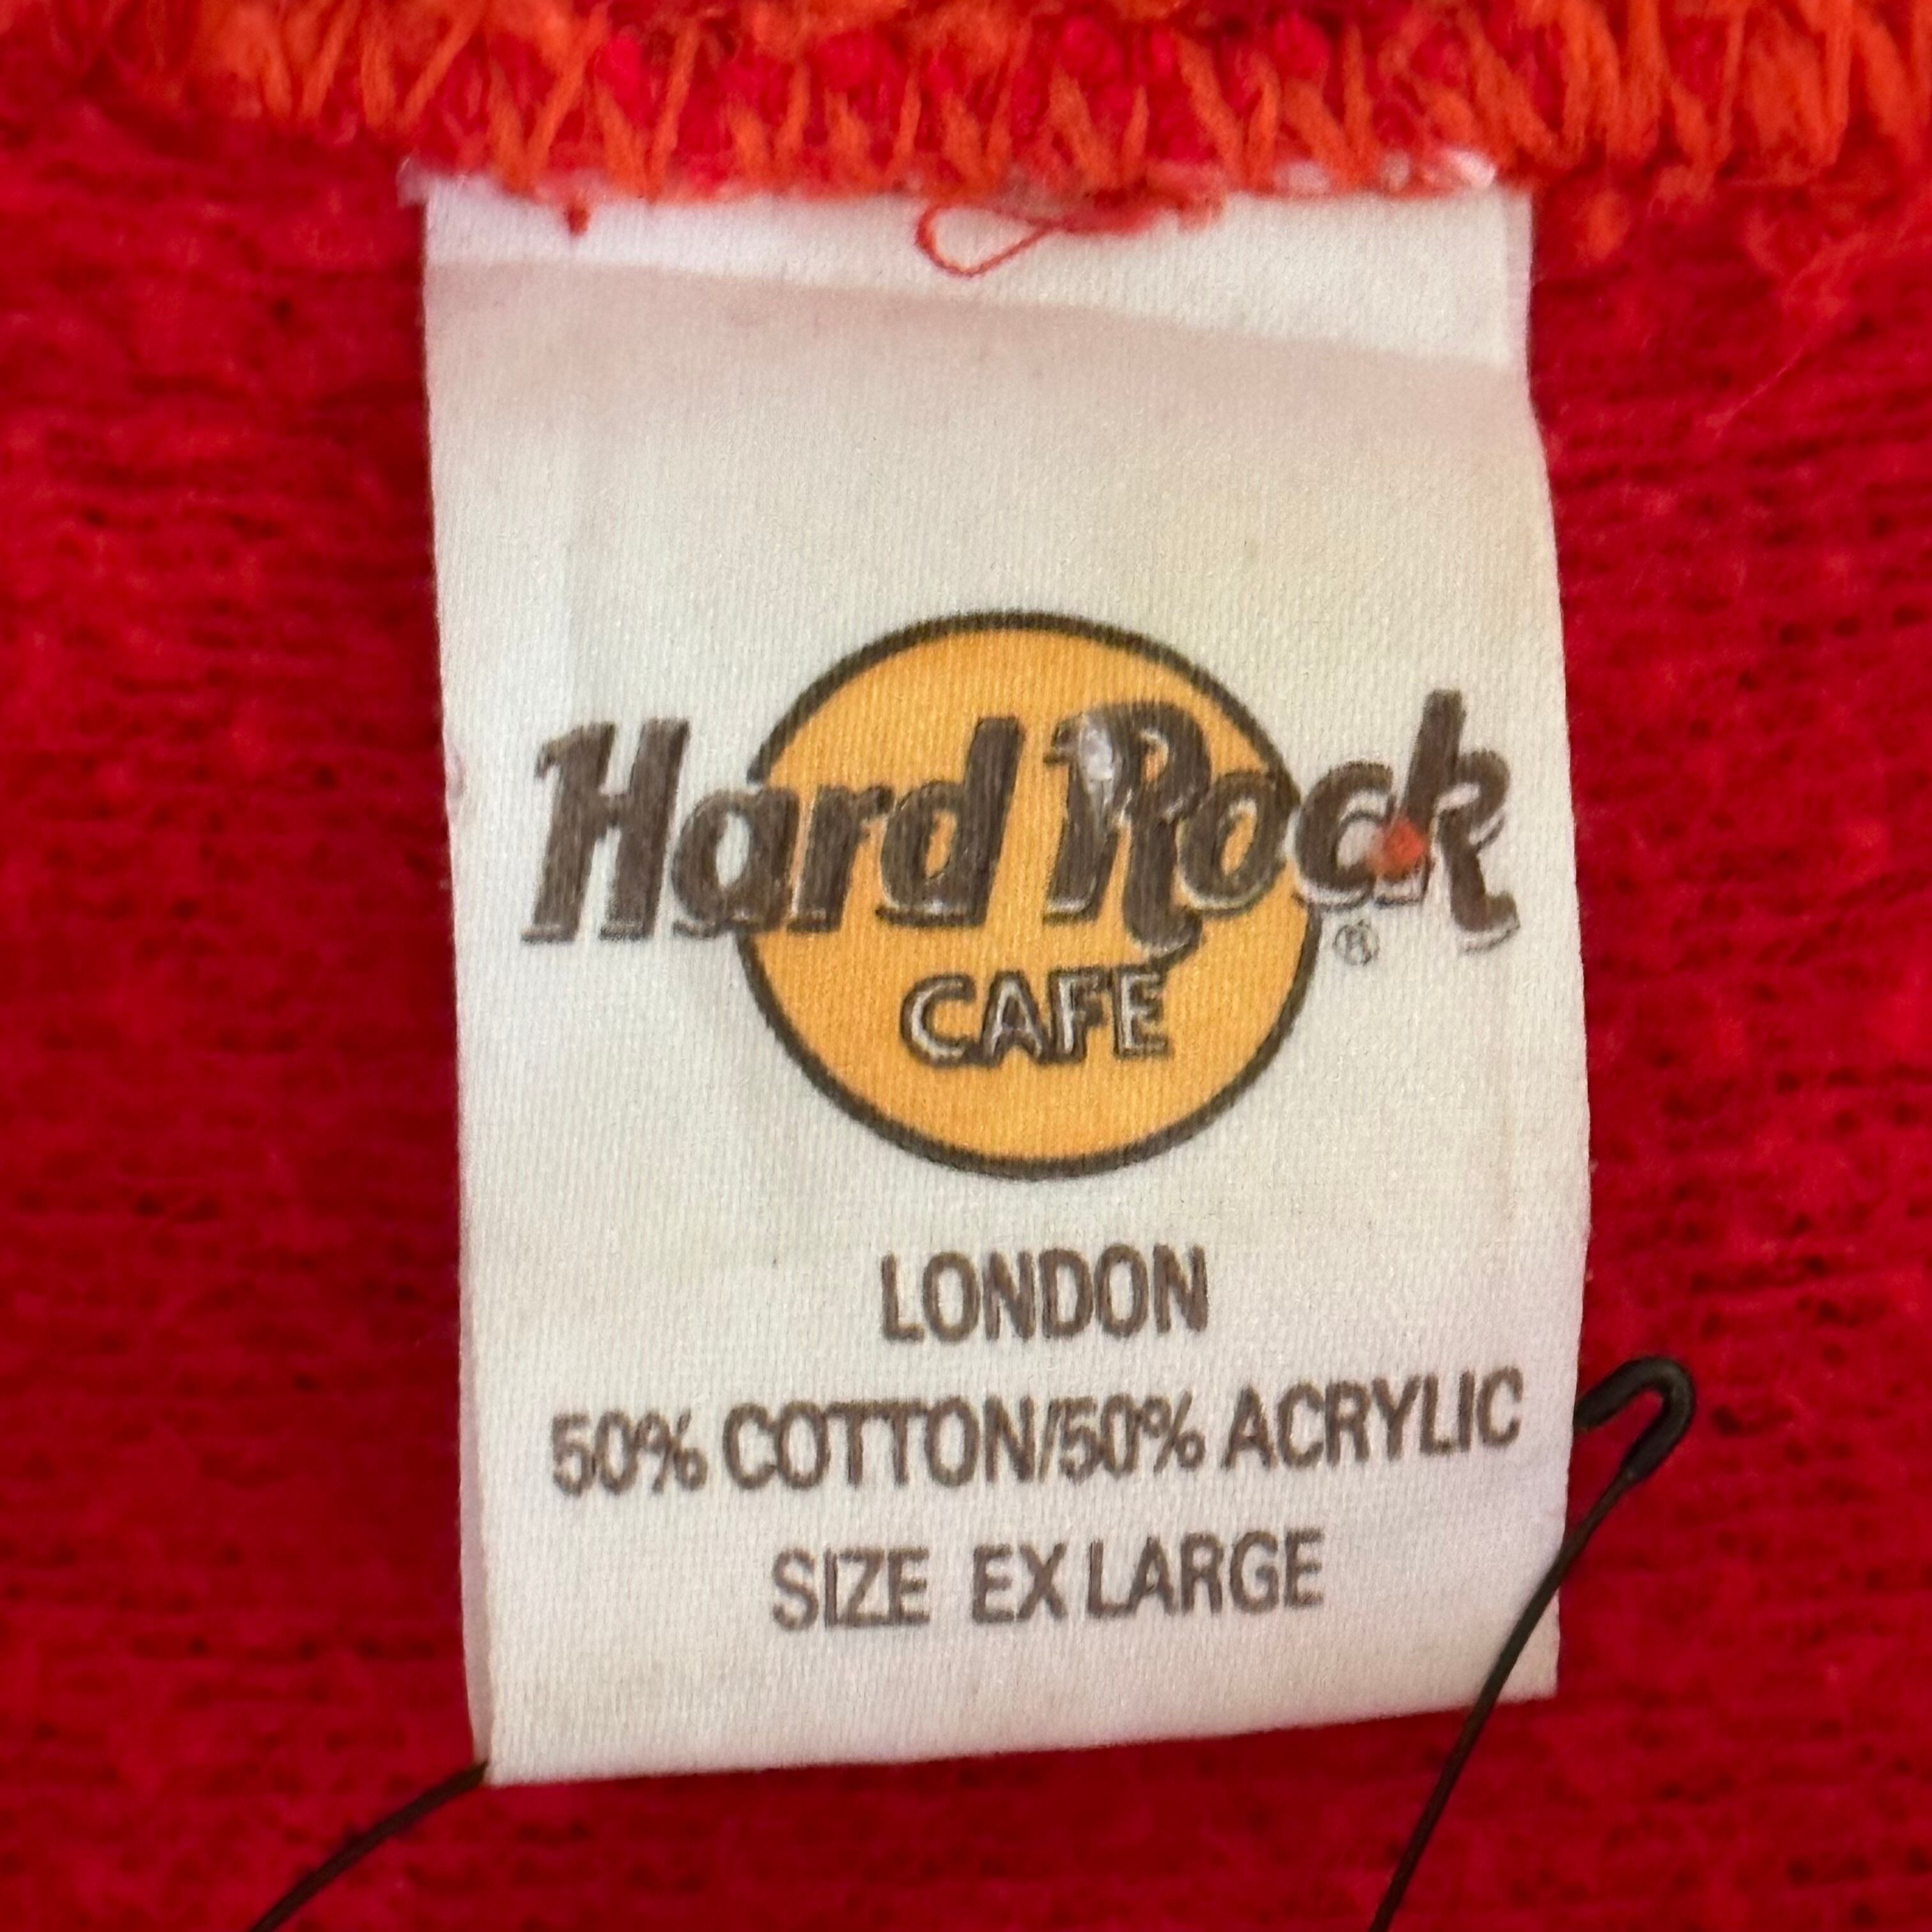 Hard Rock
®
CAFE
LONDON
50% COTTON/50% ACRYLIC
SIZE EX LARGE